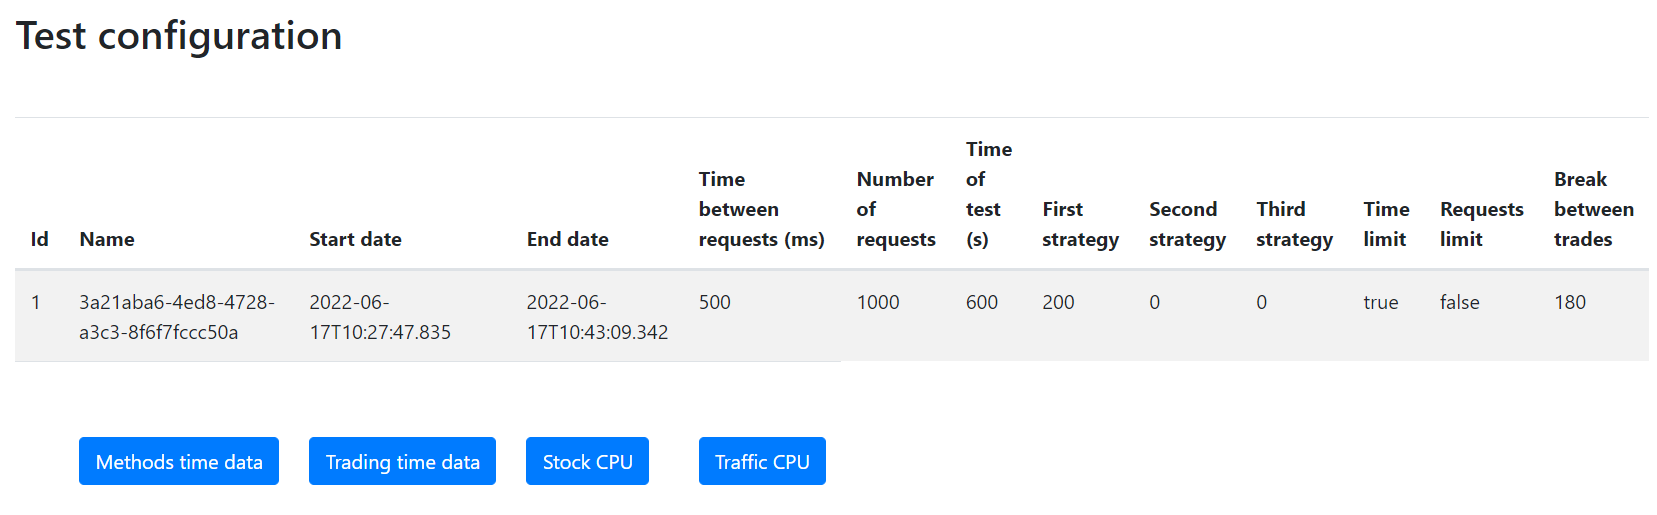 Test configuration
Id
Name
Start date
End date
Time
between
requests (ms)
Number
of
requests
Time
of
test
(s)
First
strategy
Second
strategy
Third
strategy
Time
limit
Requests
limit
Break
between
trades
1
3a21aba6-4ed8-4728-
a3c3-8f6f7fccc50a
2022-06-
17T10:27:47.835
2022-06-
17T10:43:09.342
500
1000
600
200
0
0
true
false
180
Methods time data
Trading time data
Stock CPU
Traffic CPU